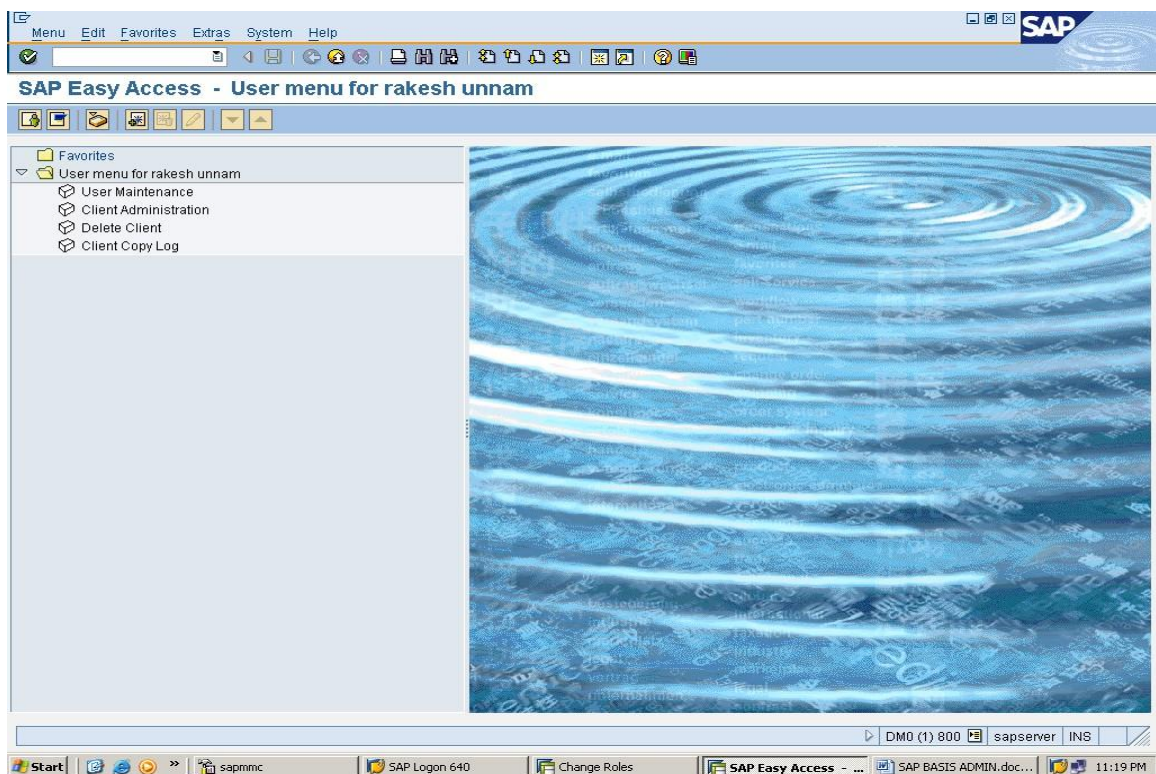 Menu Edit Favorites Extras System Help
SAP
SAP Easy Access - User menu for rakesh unnam
Favorites
User menu for rakesh unnam
User Maintenance
Client Administration
Delete Client
Client Copy Log
DM0 (1) 800 sapserver INS
Start » sapmmc SAP Logon 640 Change Roles SAP Easy Access - ... SAP BASIS ADMIN.doc... 11:19 PM